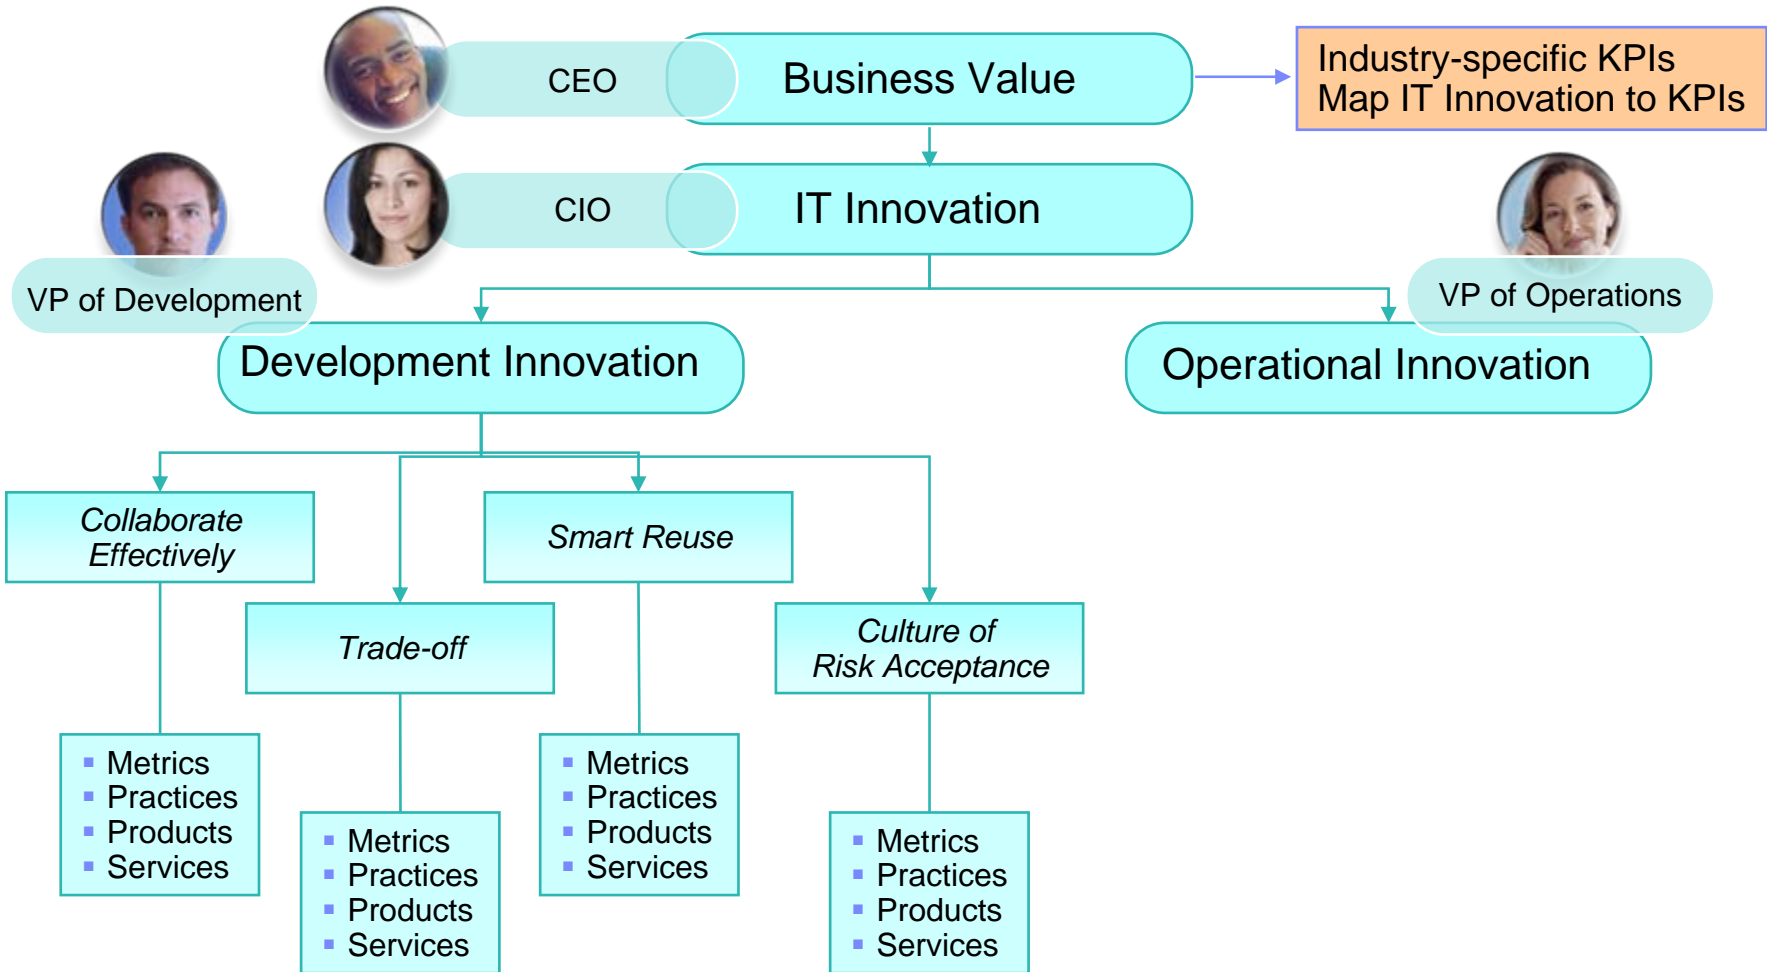 CEO
Business Value
Industry-specific KPIs
Map IT Innovation to KPIs
CIO
IT Innovation
VP of Development
VP of Operations
Development Innovation
Operational Innovation
Collaborate
Effectively
Smart Reuse
Trade-off
Culture of
Risk Acceptance
▪ Metrics
▪ Practices
▪ Products
▪ Services
▪ Metrics
▪ Practices
▪ Products
▪ Services
▪ Metrics
▪ Practices
▪ Products
▪ Services
▪ Metrics
▪ Practices
▪ Products
▪ Services